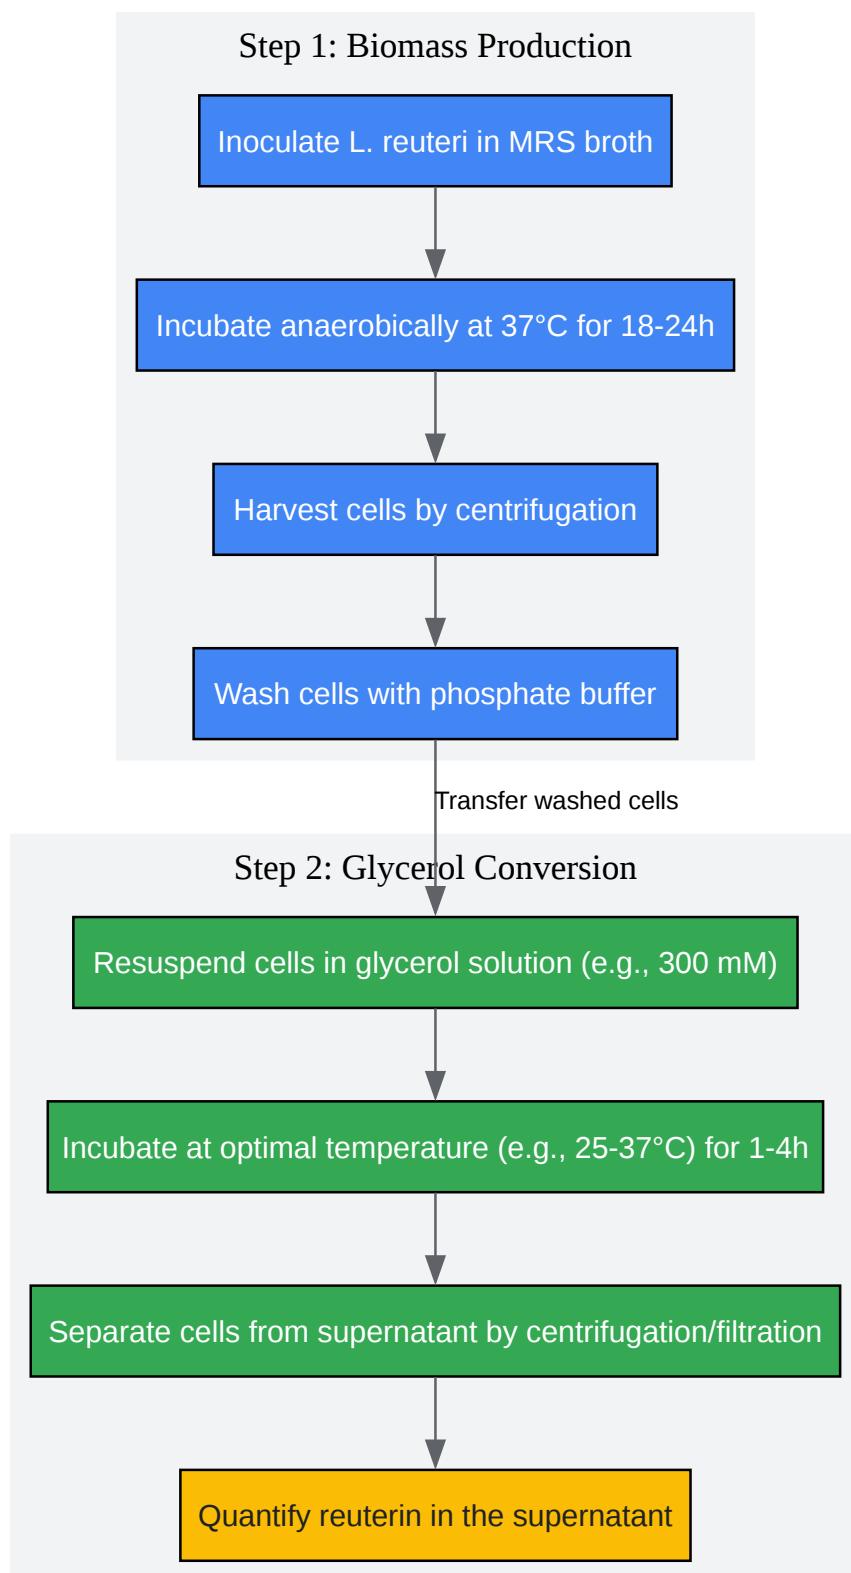 Step 1: Biomass Production
Inoculate L. reuteri in MRS broth
Incubate anaerobically at 37°C for 18-24h
Harvest cells by centrifugation
Wash cells with phosphate buffer
Transfer washed cells
Step 2: Glycerol Conversion
Resuspend cells in glycerol solution (e.g., 300 mM)
Incubate at optimal temperature (e.g., 25-37°C) for 1-4h
Separate cells from supernatant by centrifugation/filtration
Quantify reuterin in the supernatant